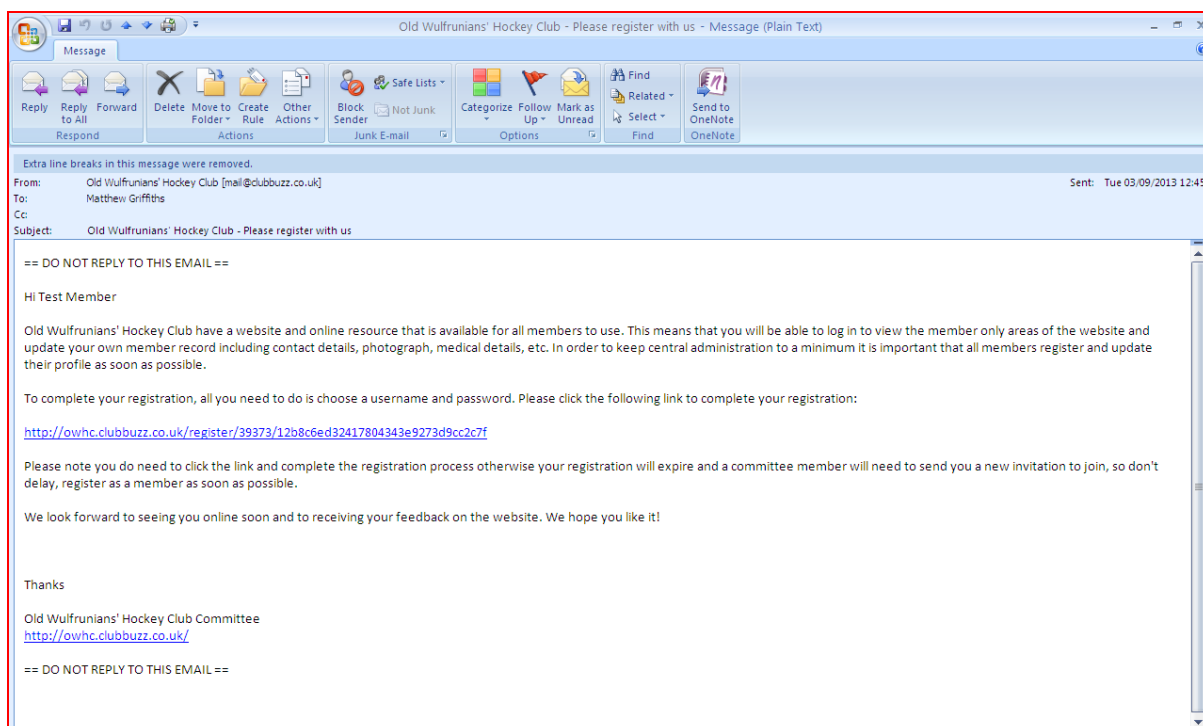 Old Wulfrunians' Hockey Club - Please register with us - Message (Plain Text)
Message
Reply
Reply to All
Forward
Respond
Delete
Move to Folder
Create Rule
Other Actions
Actions
Block Sender
Safe Lists
Not Junk
Junk E-mail
Categorize
Follow Up
Mark as Unread
Options
Find
Related
Select
Find
Send to OneNote
OneNote
Extra line breaks in this message were removed.
From: Old Wulfrunians' Hockey Club [mail@clubbuzz.co.uk]
Sent: Tue 03/09/2013 12:45
To: Matthew Griffiths
Cc:
Subject: Old Wulfrunians' Hockey Club - Please register with us
== DO NOT REPLY TO THIS EMAIL ==
Hi Test Member
Old Wulfrunians' Hockey Club have a website and online resource that is available for all members to use. This means that you will be able to log in to view the member only areas of the website and
update your own member record including contact details, photograph, medical details, etc. In order to keep central administration to a minimum it is important that all members register and update
their profile as soon as possible.
To complete your registration, all you need to do is choose a username and password. Please click the following link to complete your registration:
http://owhc.clubbuzz.co.uk/register/39373/12b8c6ed32417804343e9273d9cc2c7f
Please note you do need to click the link and complete the registration process otherwise your registration will expire and a committee member will need to send you a new invitation to join, so don't
delay, register as a member as soon as possible.
We look forward to seeing you online soon and to receiving your feedback on the website. We hope you like it!
Thanks
Old Wulfrunians' Hockey Club Committee
http://owhc.clubbuzz.co.uk/
== DO NOT REPLY TO THIS EMAIL ==